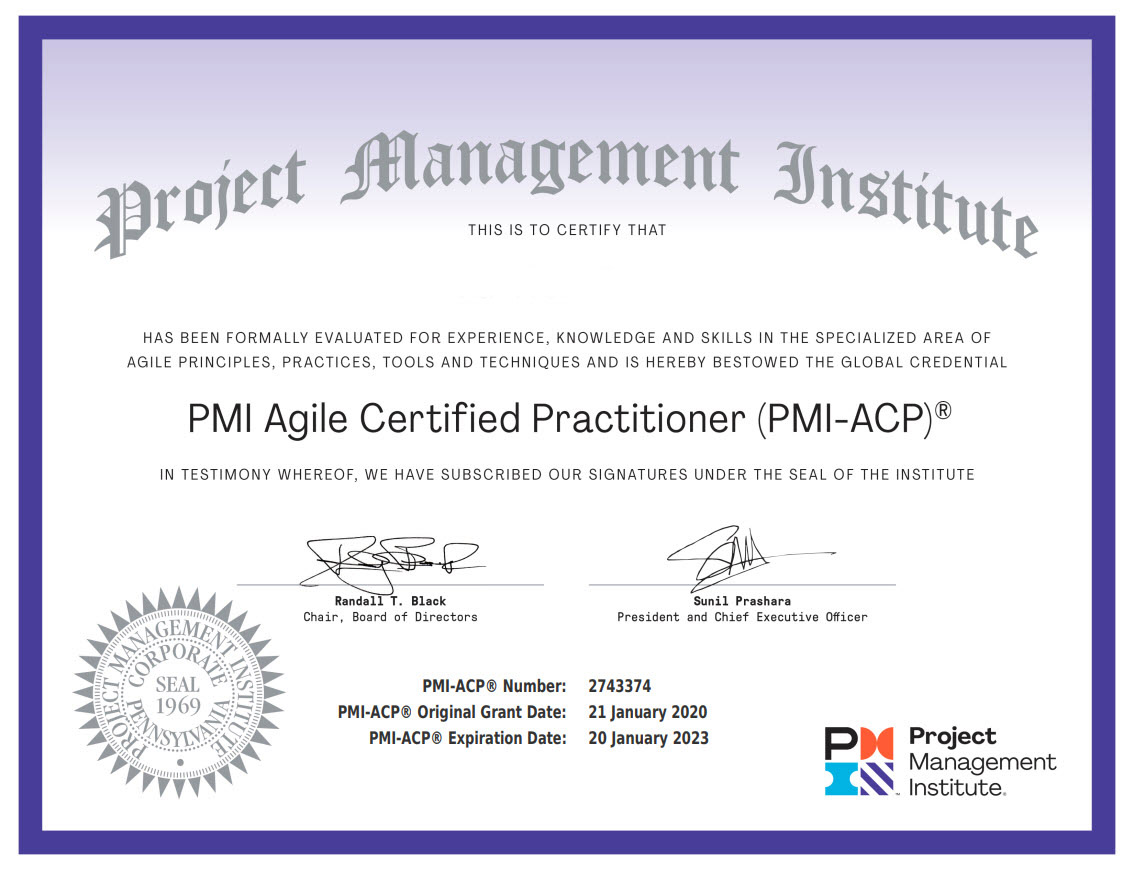 Project Management Institute
THIS IS TO CERTIFY THAT
HAS BEEN FORMALLY EVALUATED FOR EXPERIENCE, KNOWLEDGE AND SKILLS IN THE SPECIALIZED AREA OF
AGILE PRINCIPLES, PRACTICES, TOOLS AND TECHNIQUES AND IS HEREBY BESTOWED THE GLOBAL CREDENTIAL
PMI Agile Certified Practitioner (PMI-ACP)®
IN TESTIMONY WHEREOF, WE HAVE SUBSCRIBED OUR SIGNATURES UNDER THE SEAL OF THE INSTITUTE
Randall T. Black
Chair, Board of Directors
Sunil Prashara
President and Chief Executive Officer
PROJECT MANAGEMENT INSTITUTE
CORPORATE
SEAL
1969
PENNSYLVANIA
PMI-ACP® Number: 2743374
PMI-ACP® Original Grant Date: 21 January 2020
PMI-ACP® Expiration Date: 20 January 2023
Project
Management
Institute.